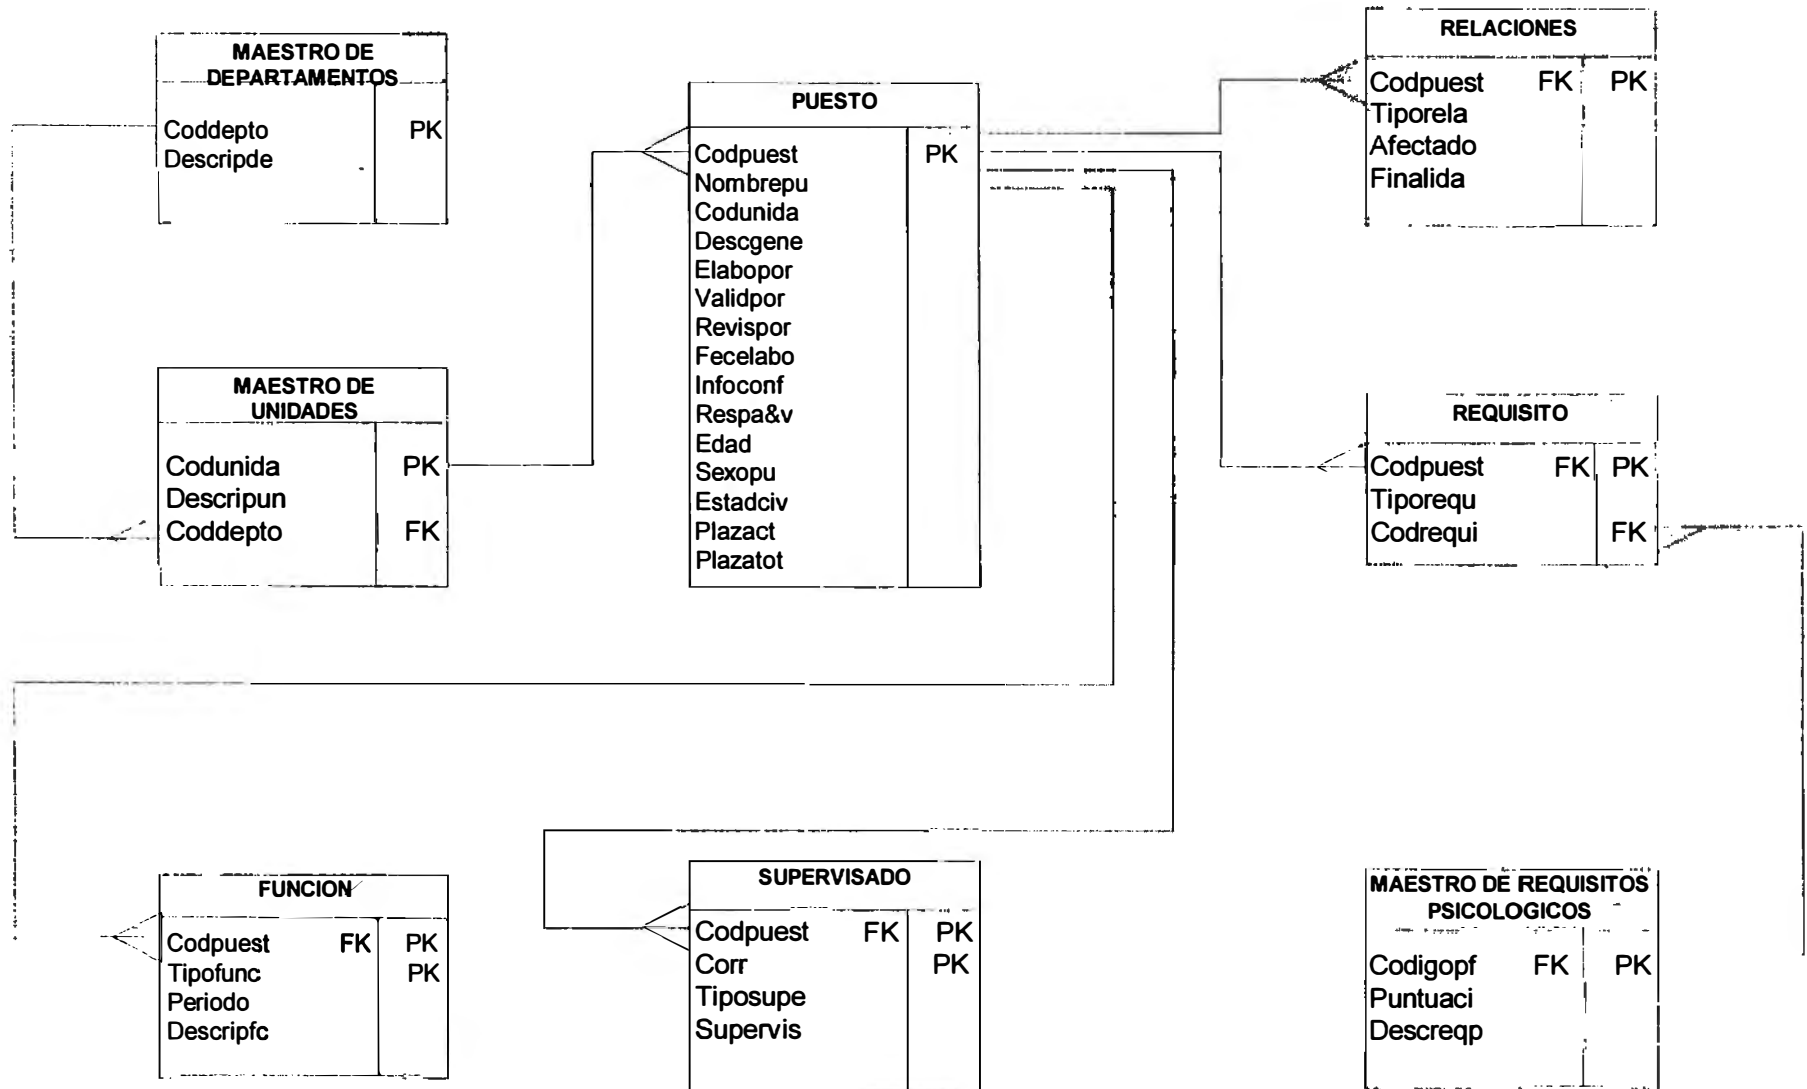 MAESTRO DE
DEPARTAMENTOS
Coddepto PK
Descripde
MAESTRO DE
UNIDADES
Codunida PK
Descripun
Coddepto FK
PUESTO
Codpuest PK
Nombrepu
Codunida
Descgene
Elabopor
Validpor
Revispor
Fecelabo
Infoconf
Respa&v
Edad
Sexopu
Estadciv
Plazact
Plazatot
RELACIONES
Codpuest FK PK
Tiporela
Afectado
Finalida
REQUISITO
Codpuest FK PK
Tiporequ
Codrequi FK
FUNCION
Codpuest FK PK
Tipofunc PK
Periodo
Descripfc
SUPERVISADO
Codpuest FK PK
Corr PK
Tiposupe
Supervis
MAESTRO DE REQUISITOS
PSICOLOGICOS
Codigopf FK PK
Puntuaci
Descreqp